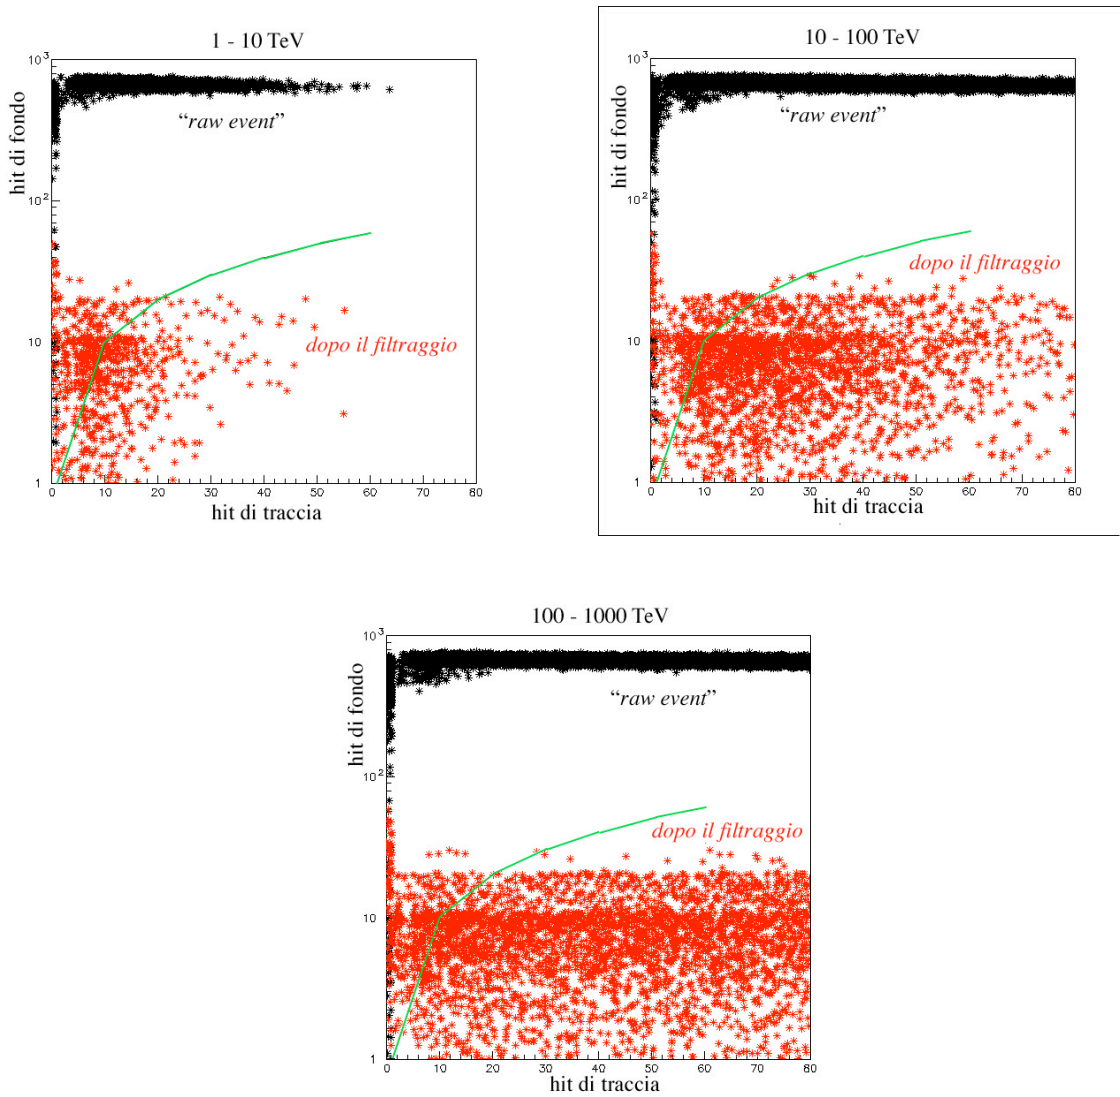 1 - 10 TeV
10³
hit di fondo
"raw event"
10²
dopo il filtraggio
10
1
0 10 20 30 40 50 60 70 80
hit di traccia
10 - 100 TeV
10³
hit di fondo
"raw event"
10²
dopo il filtraggio
10
1
0 10 20 30 40 50 60 70 80
hit di traccia
100 - 1000 TeV
10³
hit di fondo
"raw event"
10²
dopo il filtraggio
10
1
0 10 20 30 40 50 60 70 80
hit di traccia